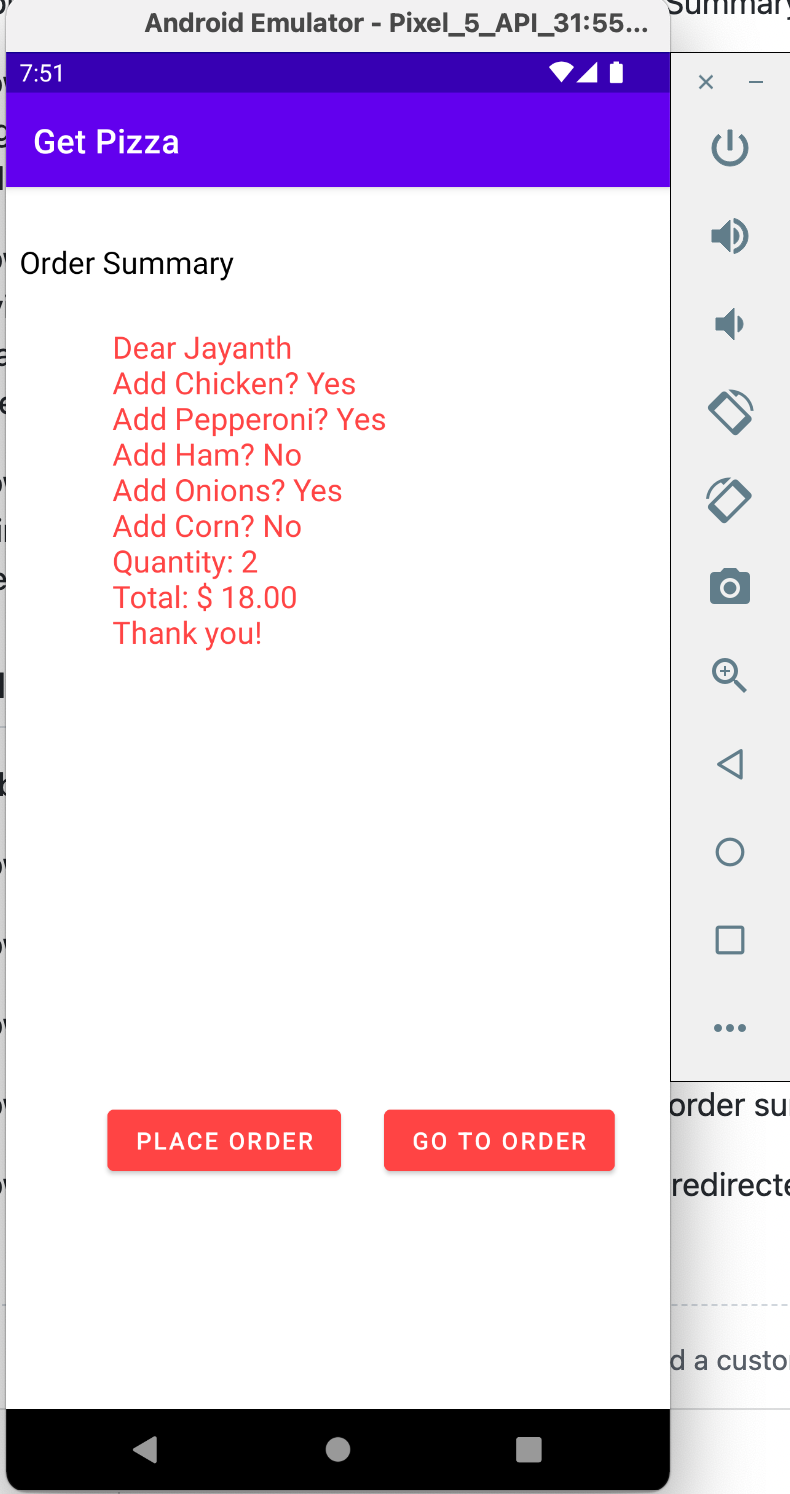 Android Emulator - Pixel_5_API_31:55...
Summary
7:51
Get Pizza
Order Summary
Dear Jayanth
Add Chicken? Yes
Add Pepperoni? Yes
Add Ham? No
Add Onions? Yes
Add Corn? No
Quantity: 2
Total: $ 18.00
Thank you!
order su
PLACE ORDER GO TO ORDER
redirecte
d a custo